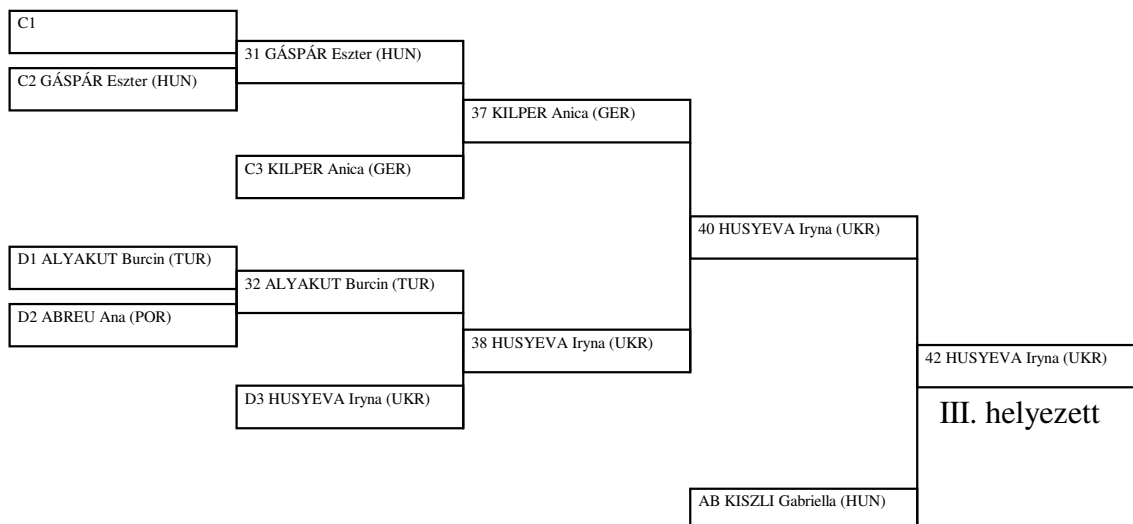 C1
31 GÁSPÁR Eszter (HUN)
C2 GÁSPÁR Eszter (HUN)
37 KILPER Anica (GER)
C3 KILPER Anica (GER)
40 HUSYEVA Iryna (UKR)
D1 ALYAKUT Burcin (TUR)
32 ALYAKUT Burcin (TUR)
D2 ABREU Ana (POR)
38 HUSYEVA Iryna (UKR)
42 HUSYEVA Iryna (UKR)
D3 HUSYEVA Iryna (UKR)
III. helyezett
AB KISZLI Gabriella (HUN)